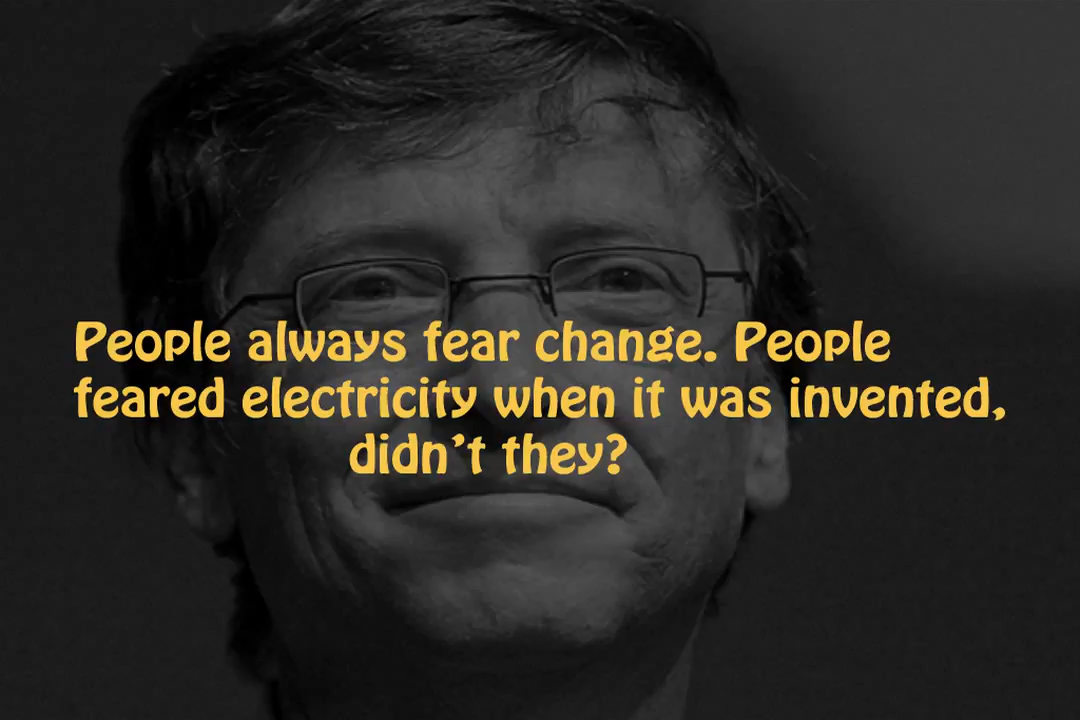 People always fear change. People
feared electricity when it was invented,
didn’t they?